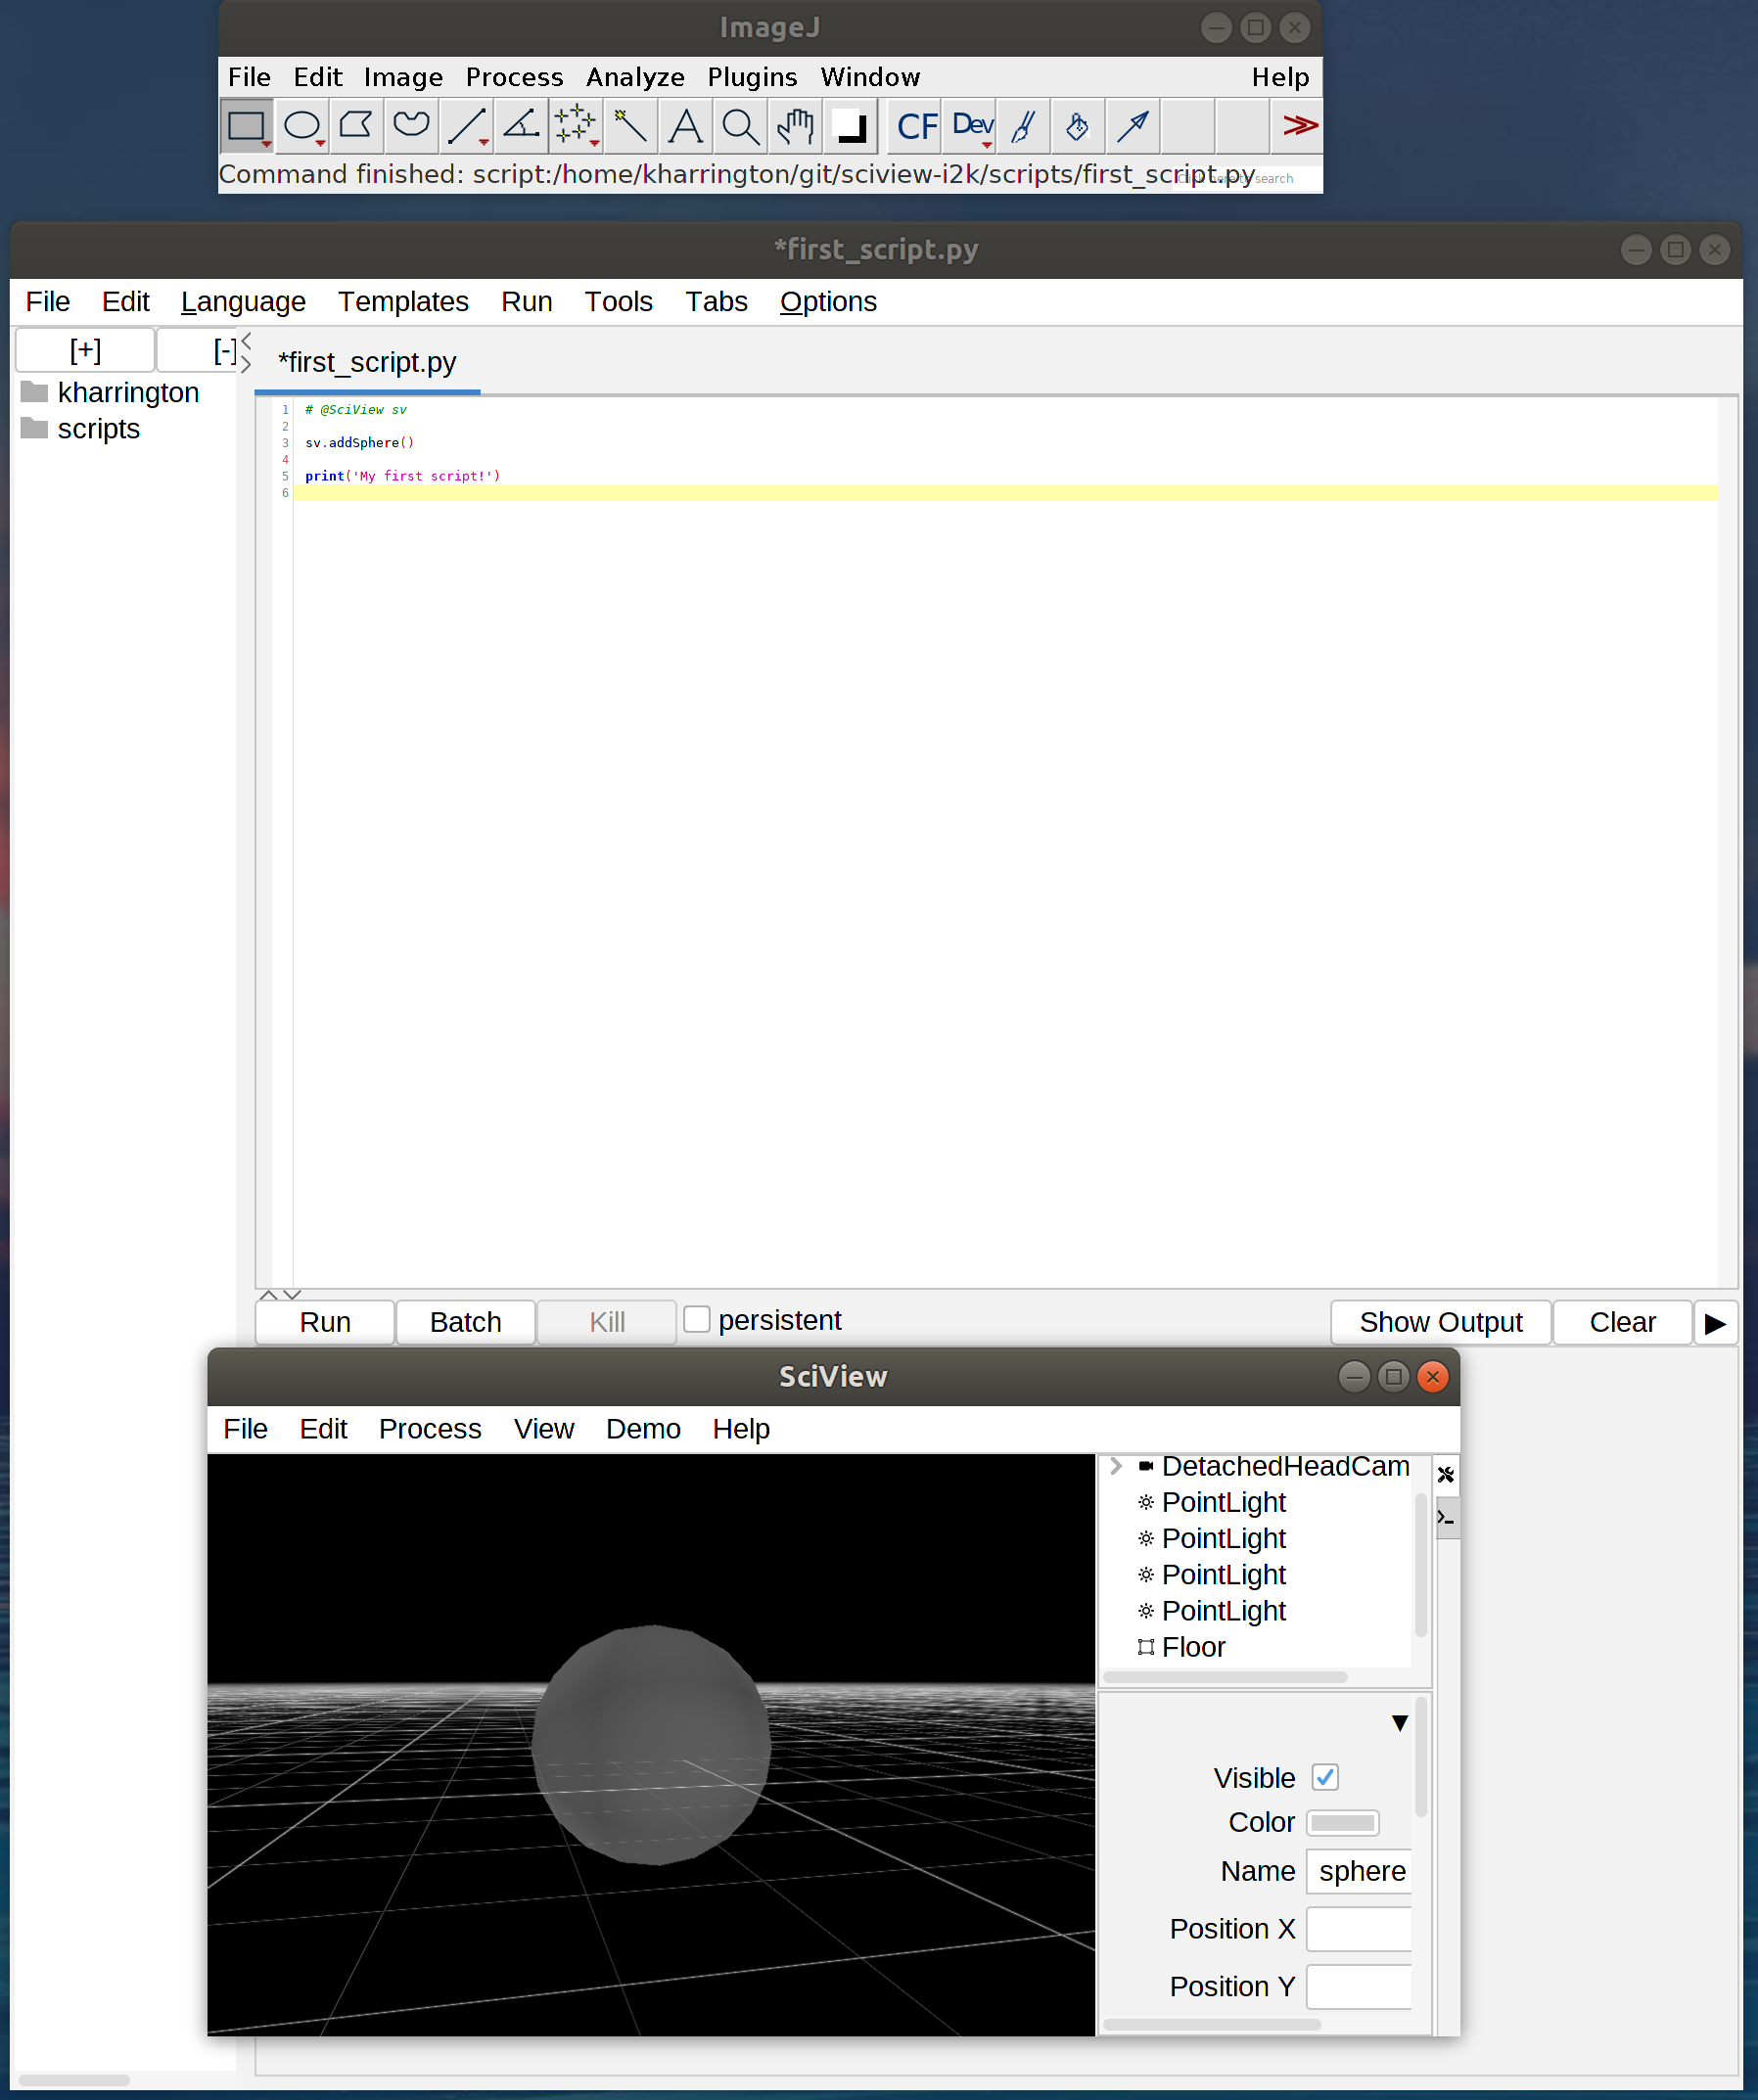 ImageJ
File Edit Image Process Analyze Plugins Window Help
CF Dev
Command finished: script:/home/kharrington/git/sciview-i2k/scripts/first_script.py search
*first_script.py
File Edit Language Templates Run Tools Tabs Options
[+] [-]
kharrington
scripts
*first_script.py
1 # @SciView sv
2
3 sv.addSphere()
4
5 print('My first script!')
6
Run Batch Kill persistent Show Output Clear
SciView
File Edit Process View Demo Help
DetachedHeadCam
PointLight
PointLight
PointLight
PointLight
Floor
Visible
Color
Name sphere
Position X
Position Y